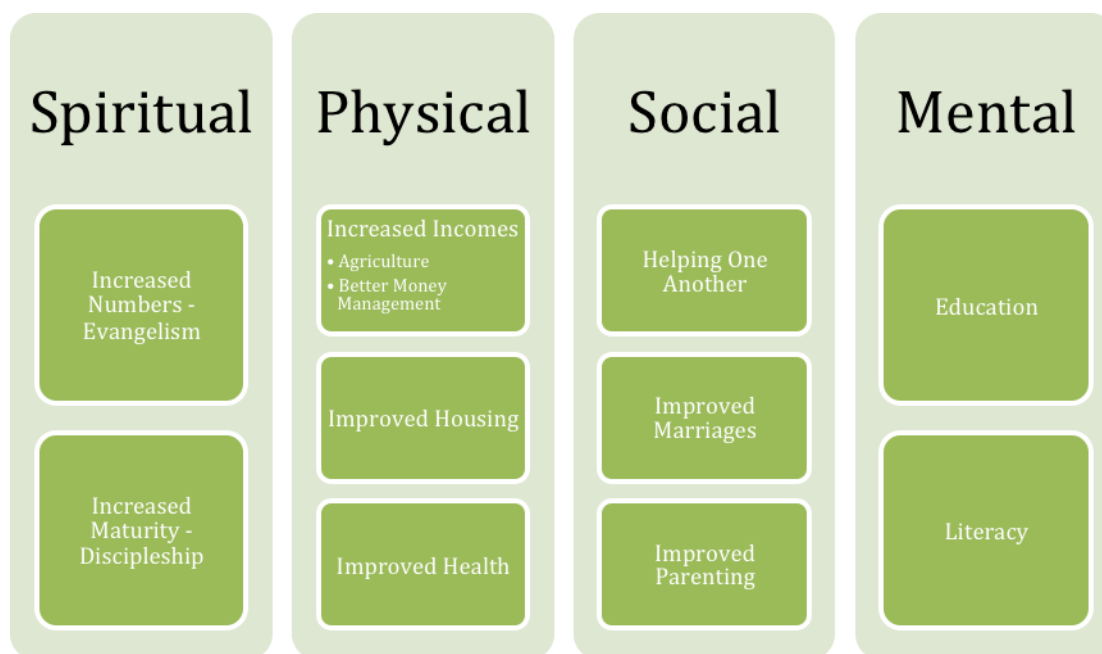 Spiritual
Increased
Numbers -
Evangelism
Increased
Maturity -
Discipleship
Physical
Increased Incomes
• Agriculture
• Better Money
Management
Improved Housing
Improved Health
Social
Helping One
Another
Improved
Marriages
Improved
Parenting
Mental
Education
Literacy